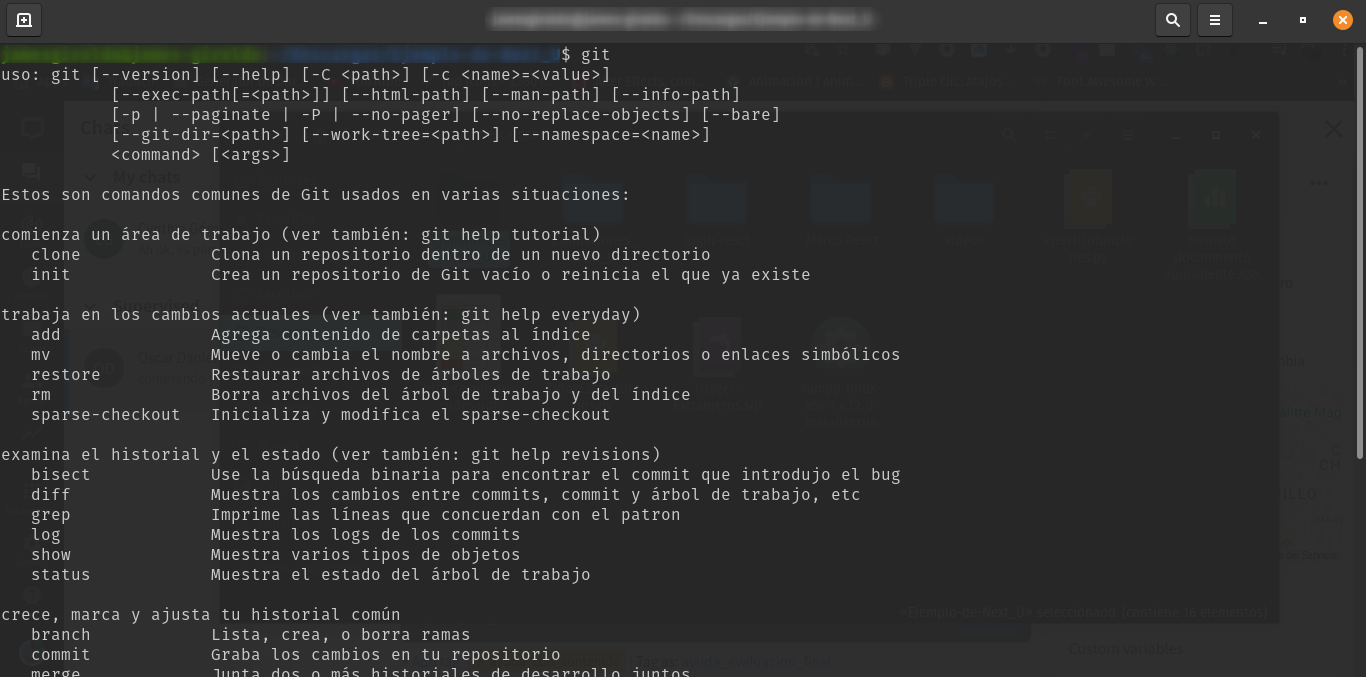 $ git
uso: git [--version] [--help] [-C <path>] [-c <name>=<value>]
[--exec-path[=<path>]] [--html-path] [--man-path] [--info-path]
[-p | --paginate | -P | --no-pager] [--no-replace-objects] [--bare]
[--git-dir=<path>] [--work-tree=<path>] [--namespace=<name>]
<command> [<args>]
Estos son comandos comunes de Git usados en varias situaciones:
comienza un área de trabajo (ver también: git help tutorial)
clone Clona un repositorio dentro de un nuevo directorio
init Crea un repositorio de Git vacío o reinicia el que ya existe
trabaja en los cambios actuales (ver también: git help everyday)
add Agrega contenido de carpetas al índice
mv Mueve o cambia el nombre a archivos, directorios o enlaces simbólicos
restore Restaurar archivos de árboles de trabajo
rm Borra archivos del árbol de trabajo y del índice
sparse-checkout Inicializa y modifica el sparse-checkout
examina el historial y el estado (ver también: git help revisions)
bisect Use la búsqueda binaria para encontrar el commit que introdujo el bug
diff Muestra los cambios entre commits, commit y árbol de trabajo, etc
grep Imprime las líneas que concuerdan con el patron
log Muestra los logs de los commits
show Muestra varios tipos de objetos
status Muestra el estado del árbol de trabajo
crece, marca y ajusta tu historial común
branch Lista, crea, o borra ramas
commit Graba los cambios en tu repositorio
merge Junta dos o más historiales de desarrollo juntos
My chats
Supervised
Custom variables